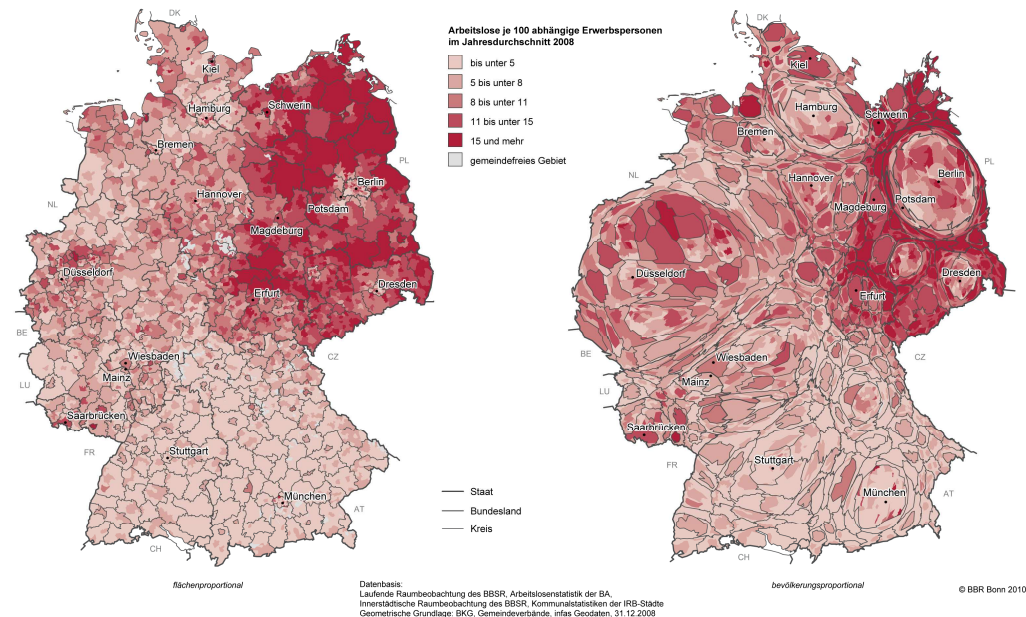 Arbeitslose je 100 abhängige Erwerbspersonen
im Jahresdurchschnitt 2008
bis unter 5
5 bis unter 8
8 bis unter 11
11 bis unter 15
15 und mehr
gemeindefreies Gebiet
DK
Kiel
Hamburg
Schwerin
Bremen
PL
Berlin
Hannover
NL
Potsdam
Magdeburg
Düsseldorf
Dresden
Erfurt
BE
Wiesbaden
CZ
Mainz
LU
Saarbrücken
FR
Stuttgart
München
AT
CH
DK
Kiel
Hamburg
Schwerin
Bremen
PL
NL
Berlin
Hannover
Potsdam
Magdeburg
Düsseldorf
Dresden
Erfurt
BE
Wiesbaden
CZ
Mainz
LU
Saarbrücken
FR
Stuttgart
München
AT
CH
Staat
Bundesland
Kreis
flächenproportional
bevölkerungsproportional
Datenbasis:
Laufende Raumbeobachtung des BBSR, Arbeitslosenstatistik der BA,
Innerstädtische Raumbeobachtung des BBSR, Kommunalstatistiken der IRB-Städte
Geometrische Grundlage: BKG, Gemeindeverbände, infas Geodaten, 31.12.2008
© BBR Bonn 2010